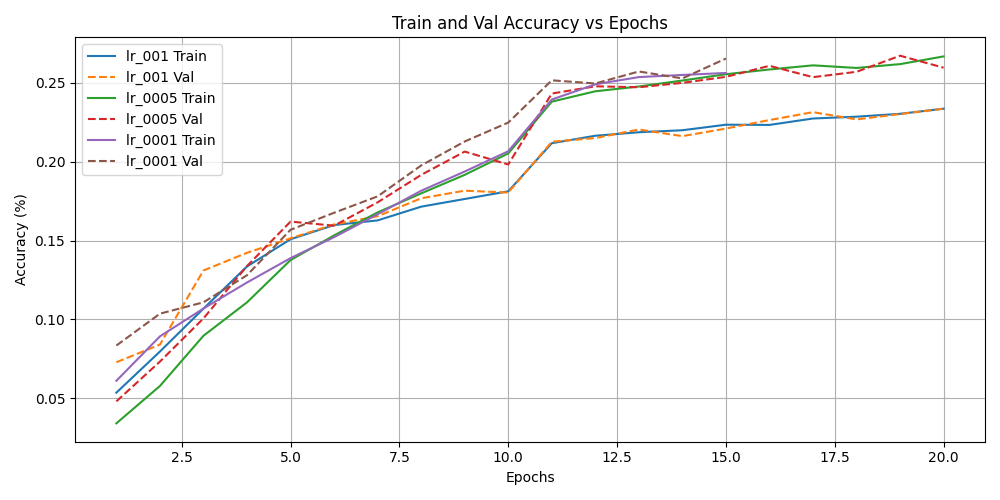 Train and Val Accuracy vs Epochs
lr_001 Train
lr_001 Val
lr_0005 Train
lr_0005 Val
lr_0001 Train
lr_0001 Val
Accuracy (%)
0.25
0.20
0.15
0.10
0.05
2.5 5.0 7.5 10.0 12.5 15.0 17.5 20.0
Epochs